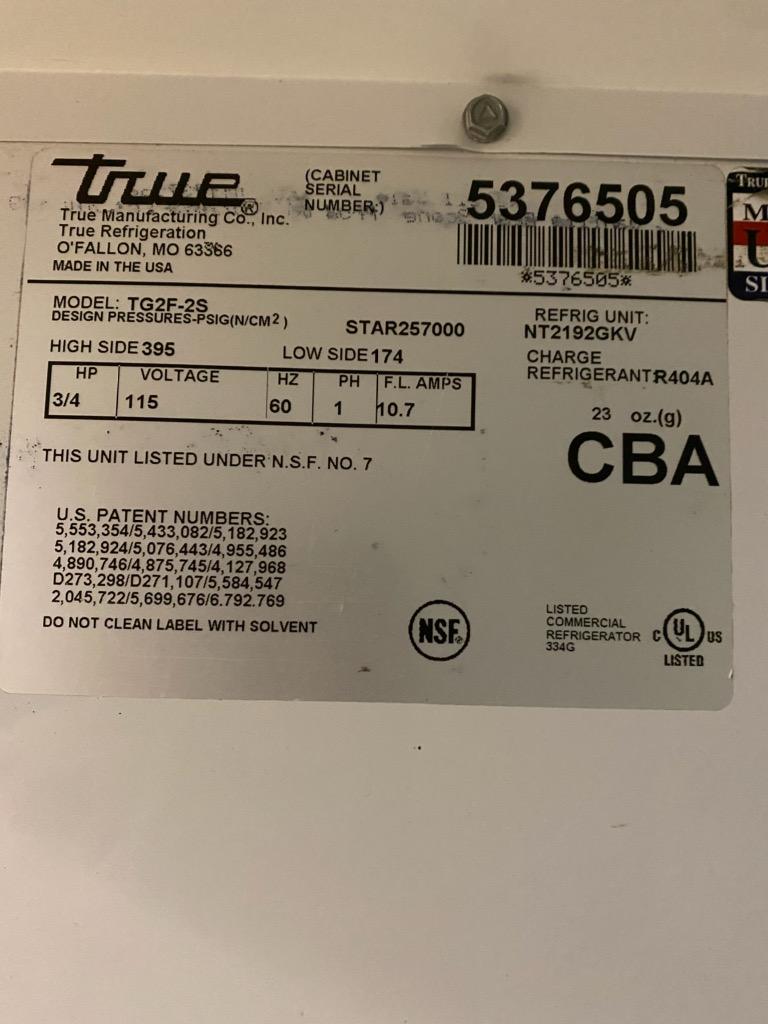 true®
(CABINET
SERIAL
NUMBER:)
5376505
True Manufacturing Co., Inc.
True Refrigeration
O'FALLON, MO 63366
MADE IN THE USA
*5376505*
MODEL: TG2F-2S
DESIGN PRESSURES-PSIG(N/CM2)
STAR257000
REFRIG UNIT:
NT2192GKV
HIGH SIDE 395
LOW SIDE 174
CHARGE
REFRIGERANT:R404A
HP VOLTAGE HZ PH F.L. AMPS
3/4 115 60 1 10.7
23 oz.(g)
CBA
THIS UNIT LISTED UNDER N.S.F. NO. 7
U.S. PATENT NUMBERS:
5,553,354/5,433,082/5,182,923
5,182,924/5,076,443/4,955,486
4,890,746/4,875,745/4,127,968
D273,298/D271,107/5,584,547
2,045,722/5,699,676/6.792.769
DO NOT CLEAN LABEL WITH SOLVENT
NSF®
LISTED
COMMERCIAL
REFRIGERATOR
334G
C UL US
LISTED